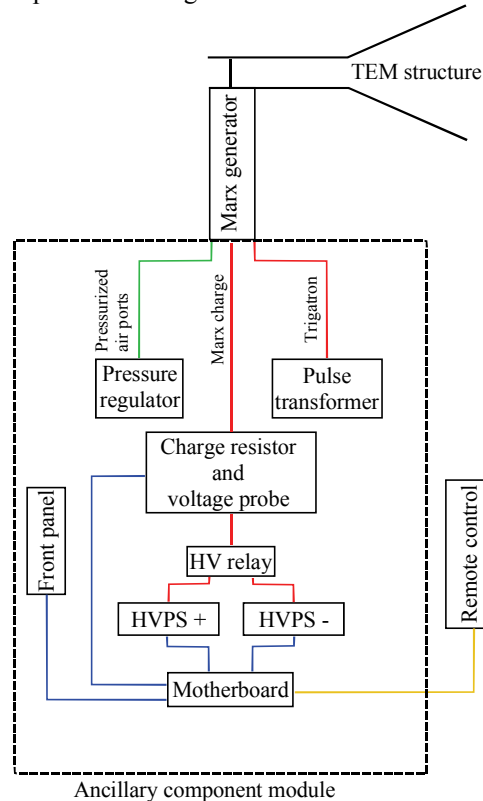 TEM structure
Marx generator
Pressurized
air ports
Marx charge
Trigatron
Pressure
regulator
Pulse
transformer
Charge resistor
and
voltage probe
Front panel
Remote control
HV relay
HVPS +
HVPS -
Motherboard
Ancillary component module